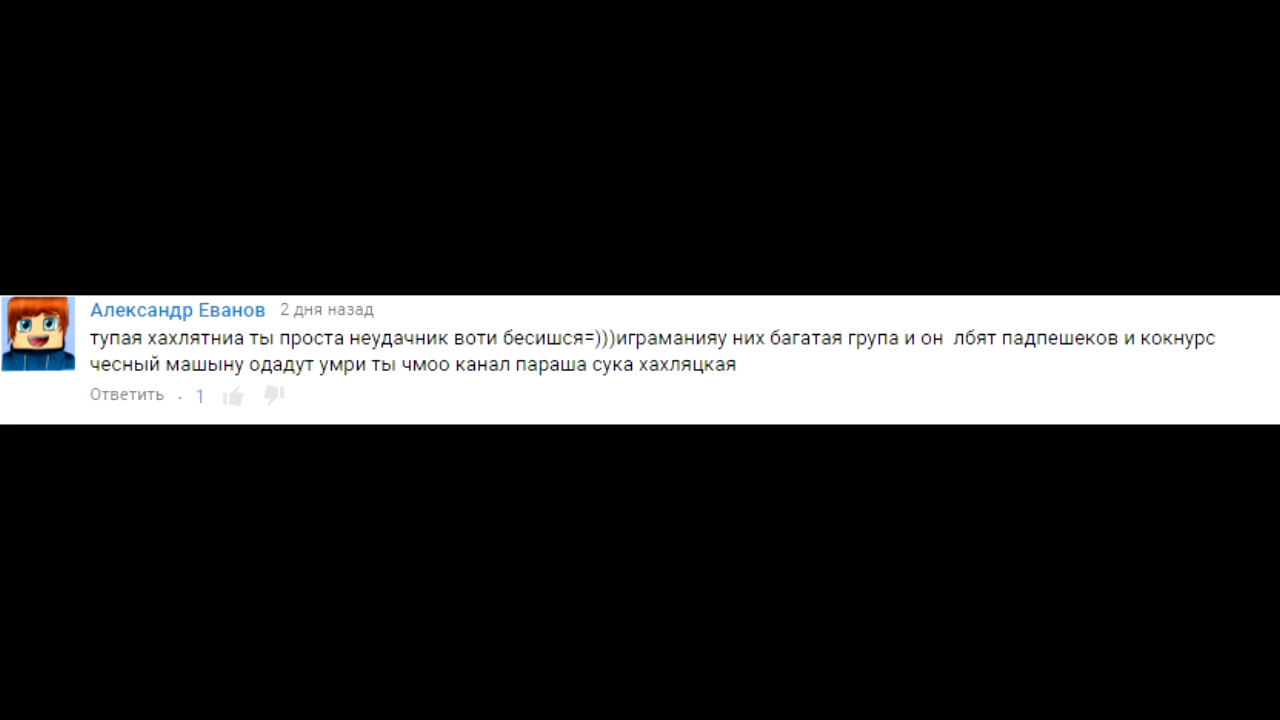 Александр Еванов 2 дня назад
тупая хахлятниа ты проста неудачник воти бесишся=)))играманияу них багатая група и он лбят падпешеков и кокнурс
чесный машыну одадут умри ты чмоо канал параша сука хахляцкая
Ответить . 1